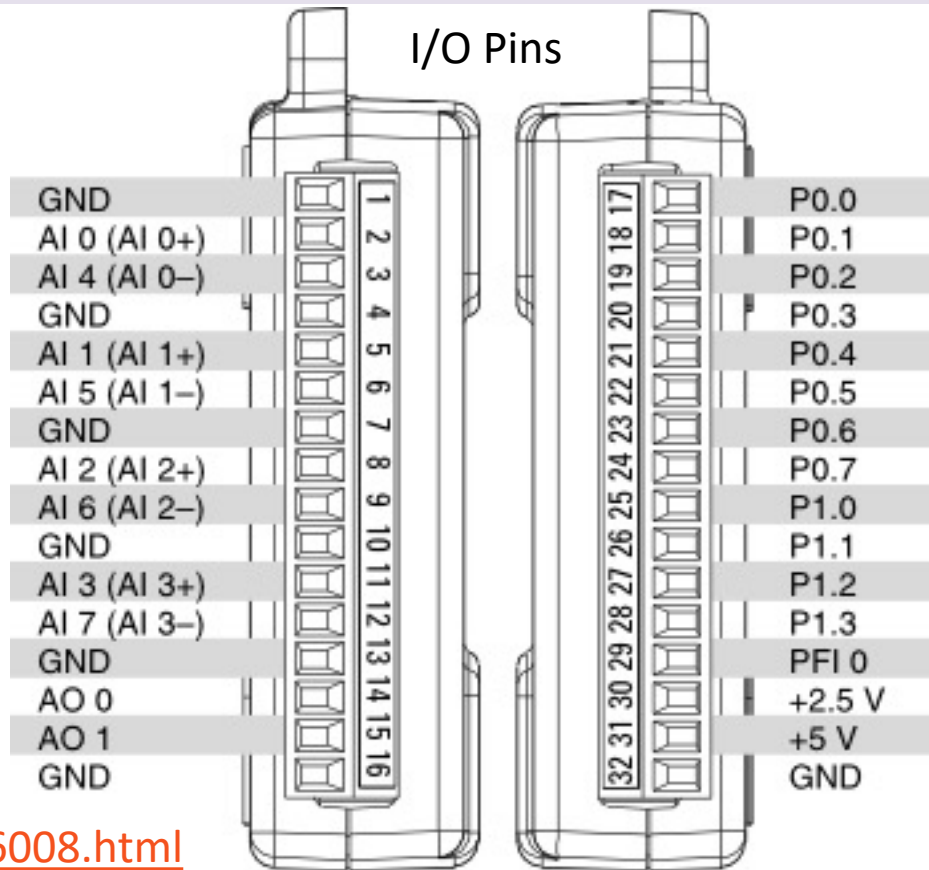 I/O Pins
GND 1
AI 0 (AI 0+) 2
AI 4 (AI 0–) 3
GND 4
AI 1 (AI 1+) 5
AI 5 (AI 1–) 6
GND 7
AI 2 (AI 2+) 8
AI 6 (AI 2–) 9
GND 10
AI 3 (AI 3+) 11
AI 7 (AI 3–) 12
GND 13
AO 0 14
AO 1 15
GND 16
17 P0.0
18 P0.1
19 P0.2
20 P0.3
21 P0.4
22 P0.5
23 P0.6
24 P0.7
25 P1.0
26 P1.1
27 P1.2
28 P1.3
29 PFI 0
30 +2.5 V
31 +5 V
32 GND
6008.html